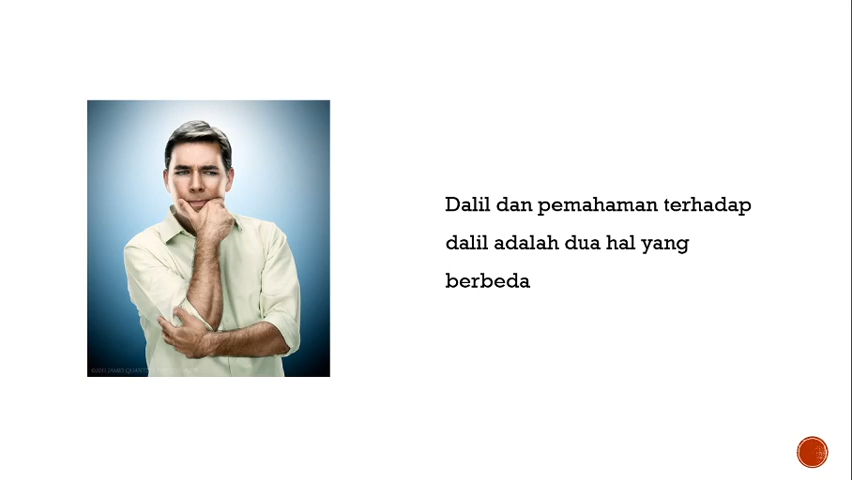 Dalil dan pemahaman terhadap
dalil adalah dua hal yang
berbeda